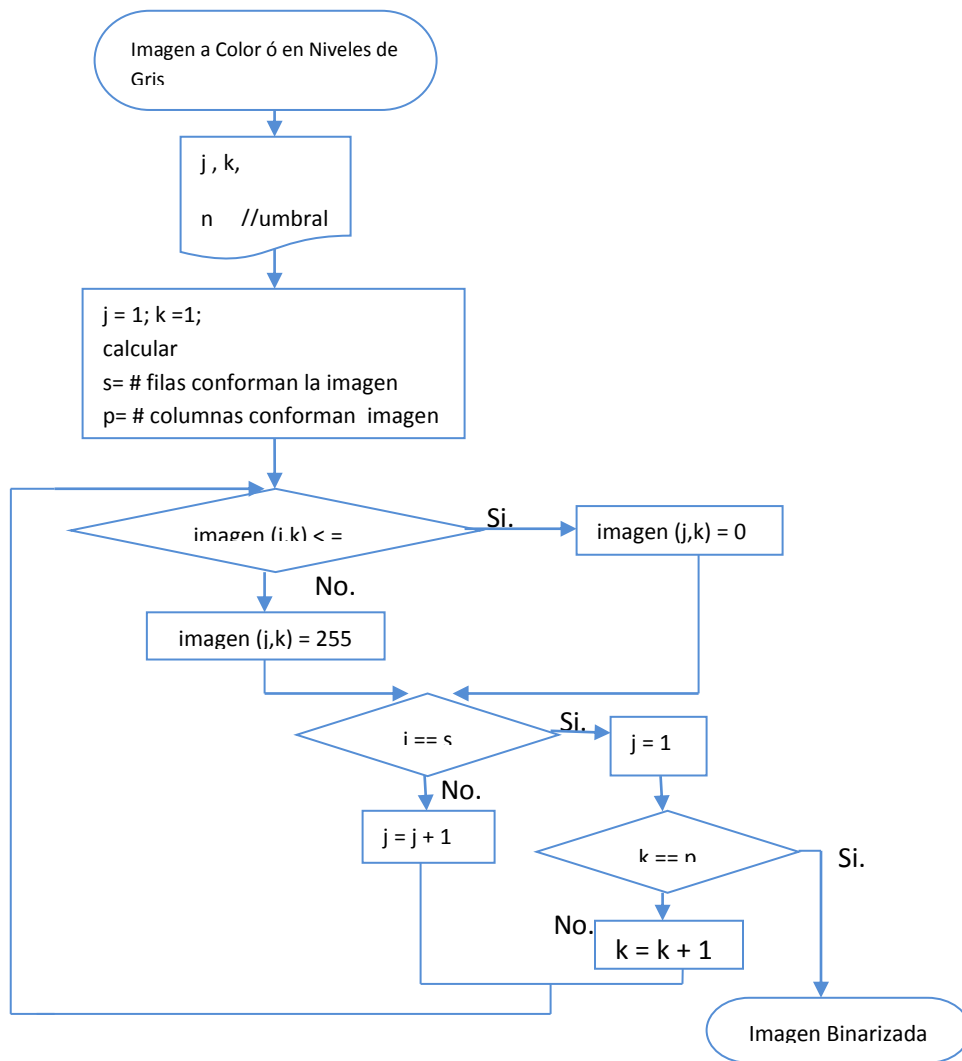 Imagen a Color ó en Niveles de
Gris
j , k,
n //umbral
j = 1; k =1;
calcular
s= # filas conforman la imagen
p= # columnas conforman imagen
imagen (j,k) < =
Si.
imagen (j,k) = 0
No.
imagen (j,k) = 255
j == s
Si.
j = 1
No.
j = j + 1
k == p
Si.
No.
k = k + 1
Imagen Binarizada